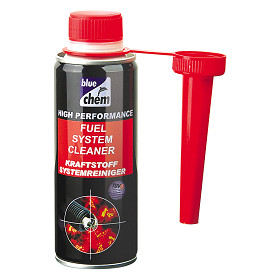 blue
chem
HIGH PERFORMANCE
FUEL
SYSTEM
CLEANER
KRAFTSTOFF
SYSTEMREINIGER